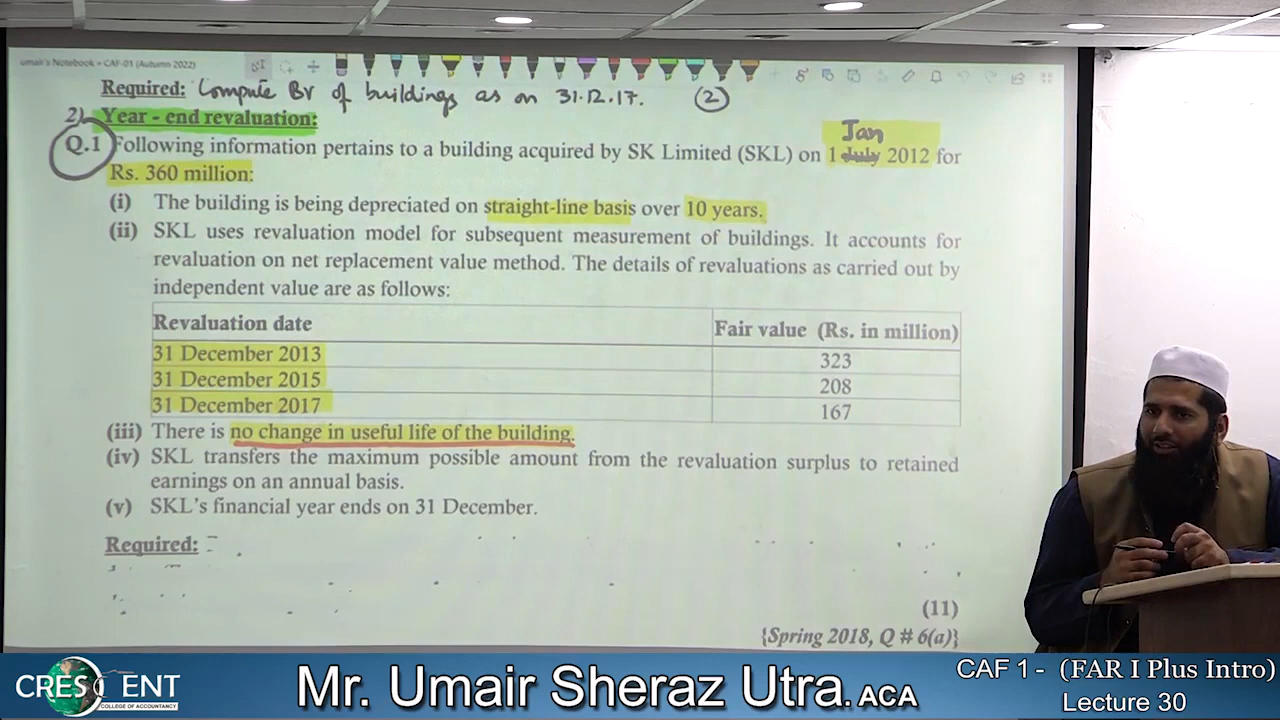 umair's Notebook » CAF-01 (Autumn 2022)
Required: Compute BV of buildings as on 31.12.17. (2)
2) Year - end revaluation:
Jan
Q.1 Following information pertains to a building acquired by SK Limited (SKL) on 1 July 2012 for
Rs. 360 million:
(i) The building is being depreciated on straight-line basis over 10 years.
(ii) SKL uses revaluation model for subsequent measurement of buildings. It accounts for
revaluation on net replacement value method. The details of revaluations as carried out by
independent value are as follows:
Revaluation date Fair value (Rs. in million)
31 December 2013 323
31 December 2015 208
31 December 2017 167
(iii) There is no change in useful life of the building.
(iv) SKL transfers the maximum possible amount from the revaluation surplus to retained
earnings on an annual basis.
(v) SKL's financial year ends on 31 December.
Required:
(11)
{Spring 2018, Q # 6(a)}
CRESCENT
COLLEGE OF ACCOUNTANCY
Mr. Umair Sheraz Utra. ACA
CAF 1 - (FAR I Plus Intro)
Lecture 30